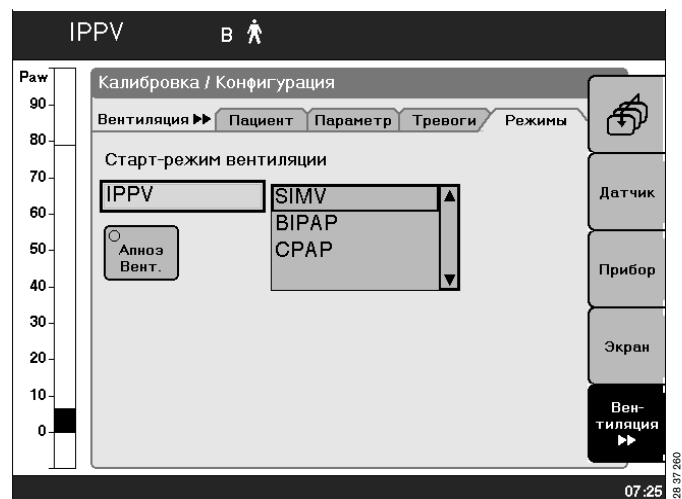 IPPV В
Paw
90
80
70
60
50
40
30
20
10
0
Калибровка / Конфигурация
Вентиляция ▶▶ Пациент Параметр Тревоги Режимы
Старт-режим вентиляции
IPPV
SIMV
BIPAP
CPAP
Апноэ
Вент.
Датчик
Прибор
Экран
Вен-
тиляция
▶▶
07:25
28 37 260